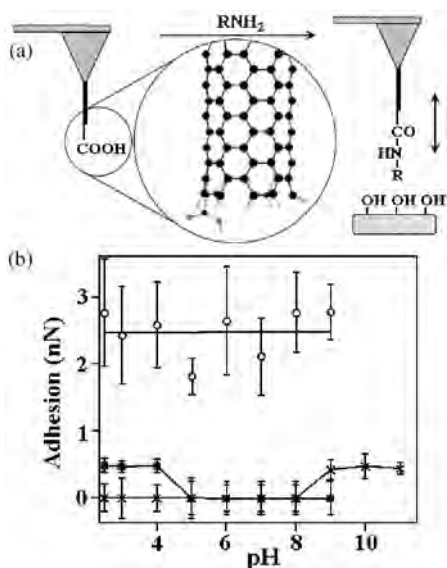 (a)
RNH₂
COOH
CO
HN
R
OH OH OH
(b)
Adhesion (nN)
3
2
1
0
4 6 8 10
pH